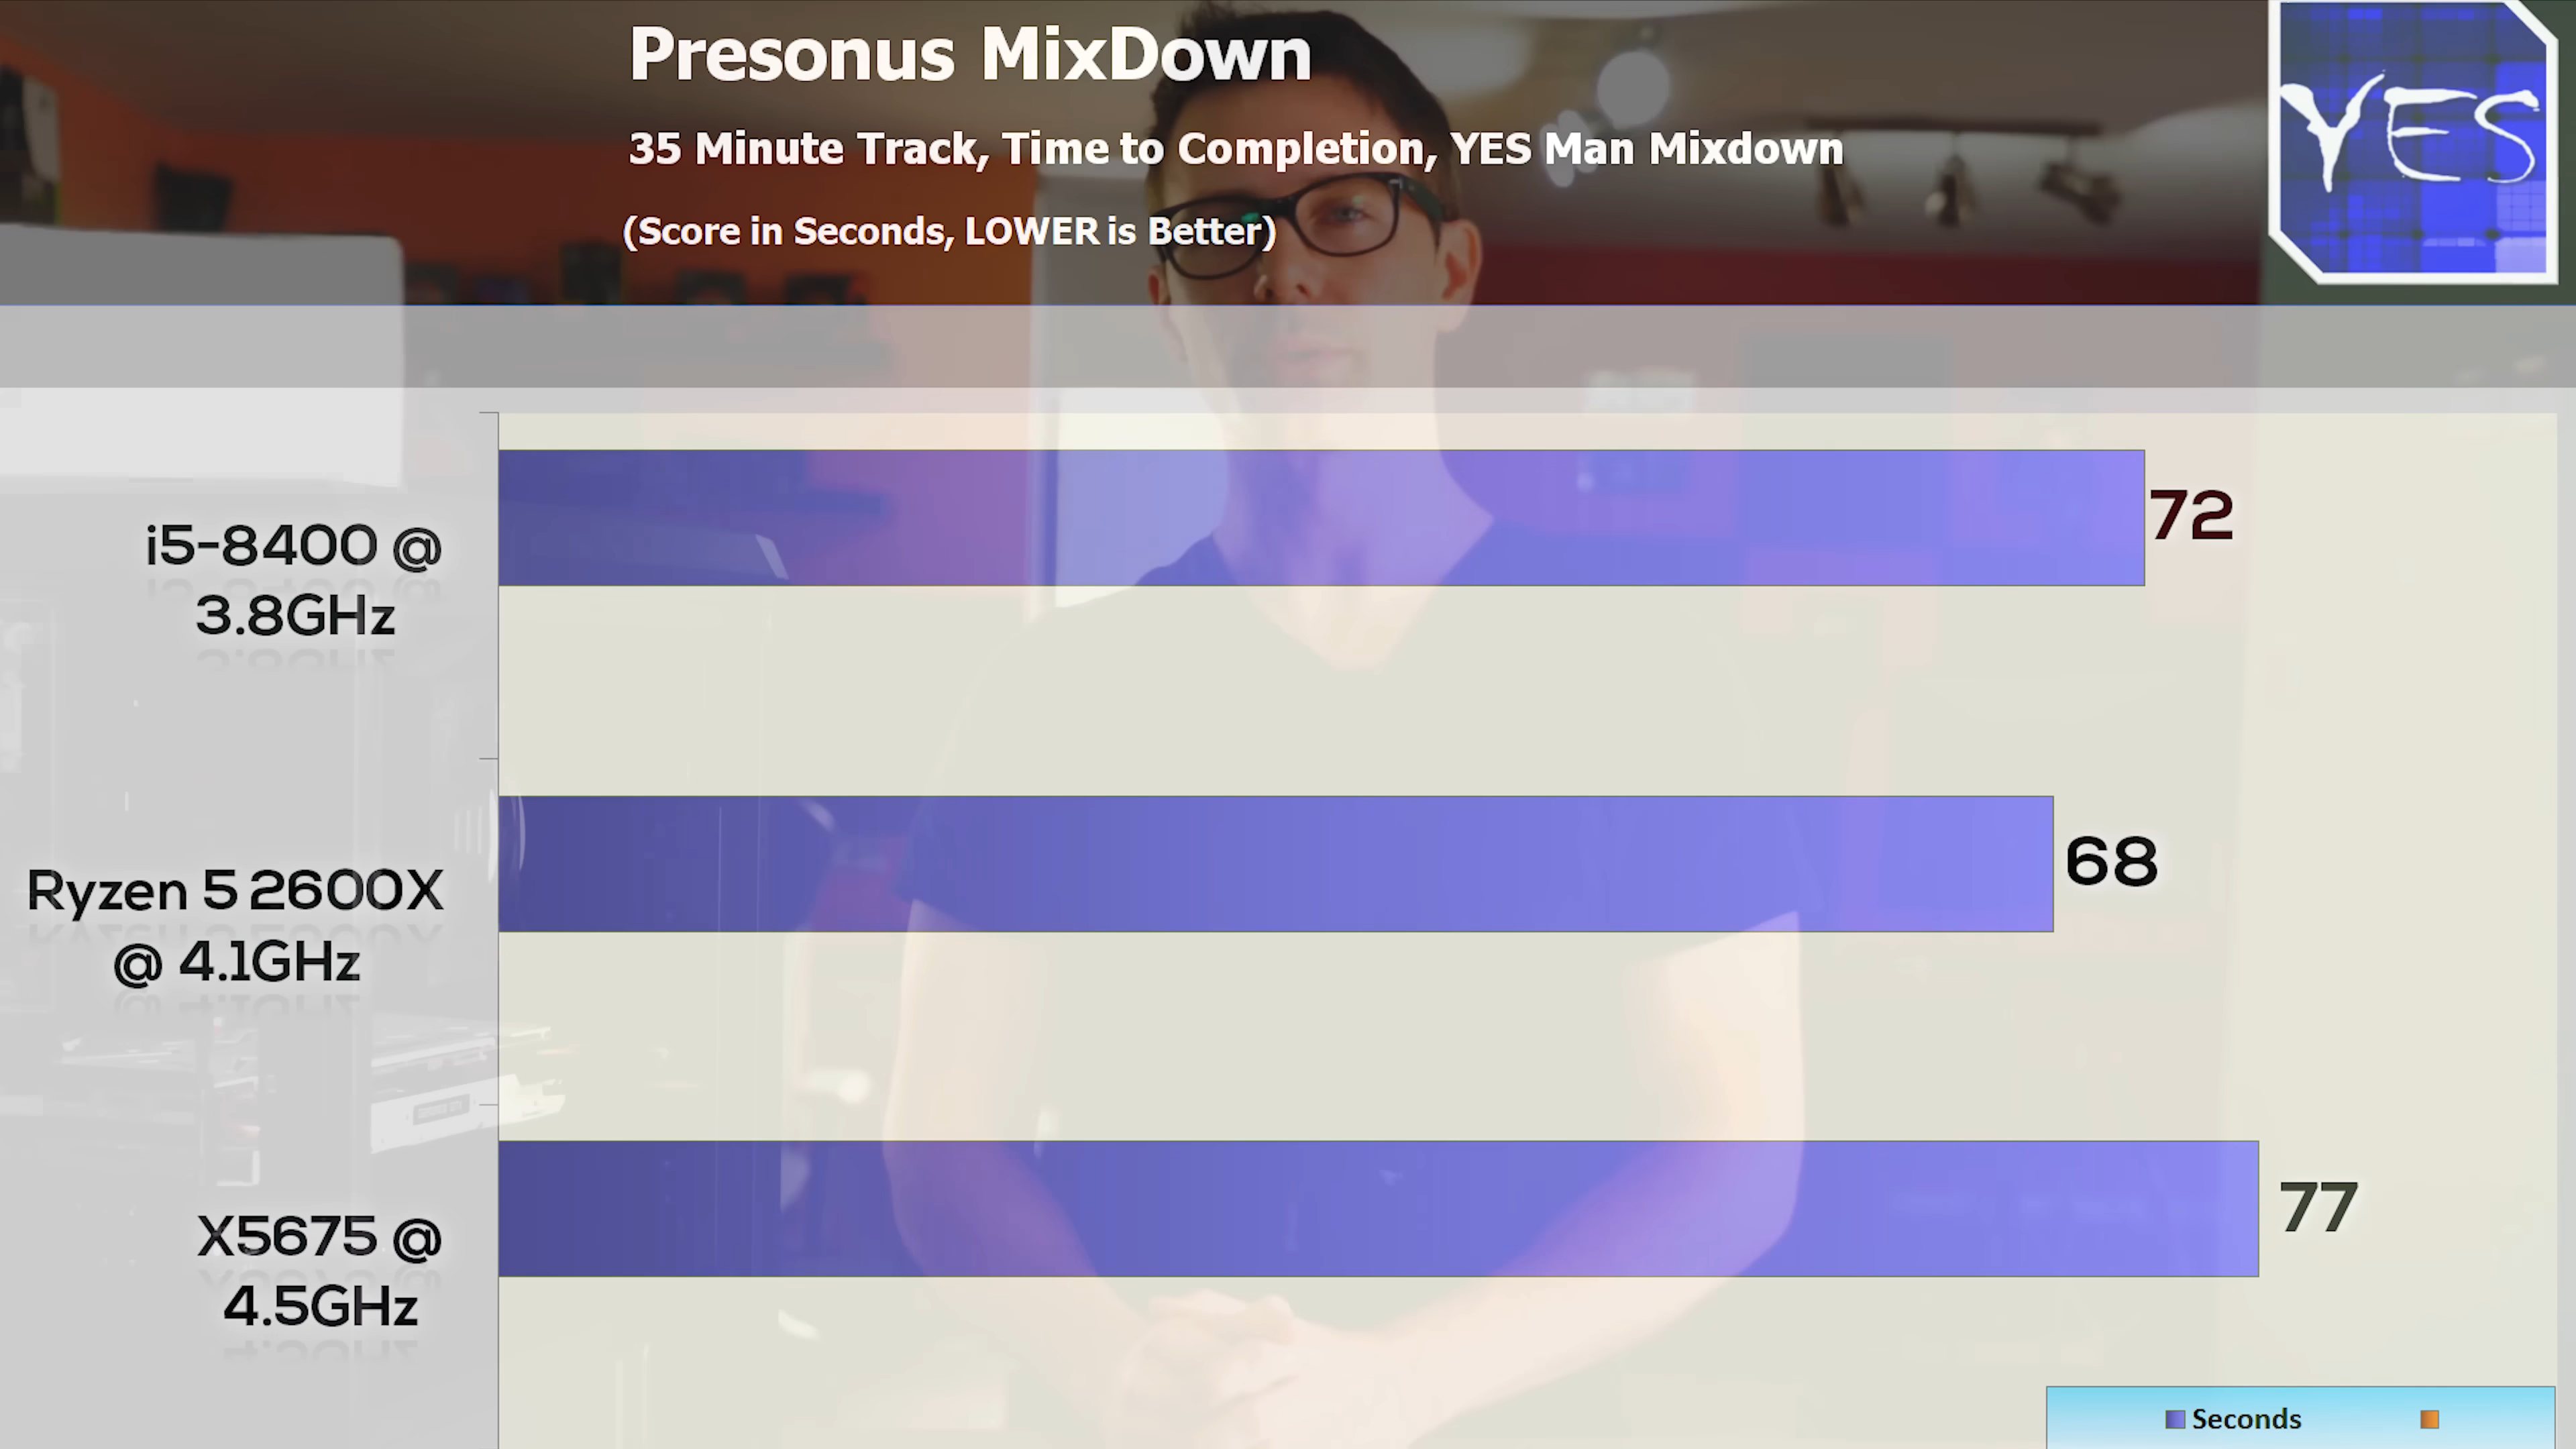 Presonus MixDown
35 Minute Track, Time to Completion, YES Man Mixdown
(Score in Seconds, LOWER is Better)
YES
i5-8400 @
3.8GHz
72
Ryzen 5 2600X
@ 4.1GHz
68
X5675 @
4.5GHz
77
Seconds